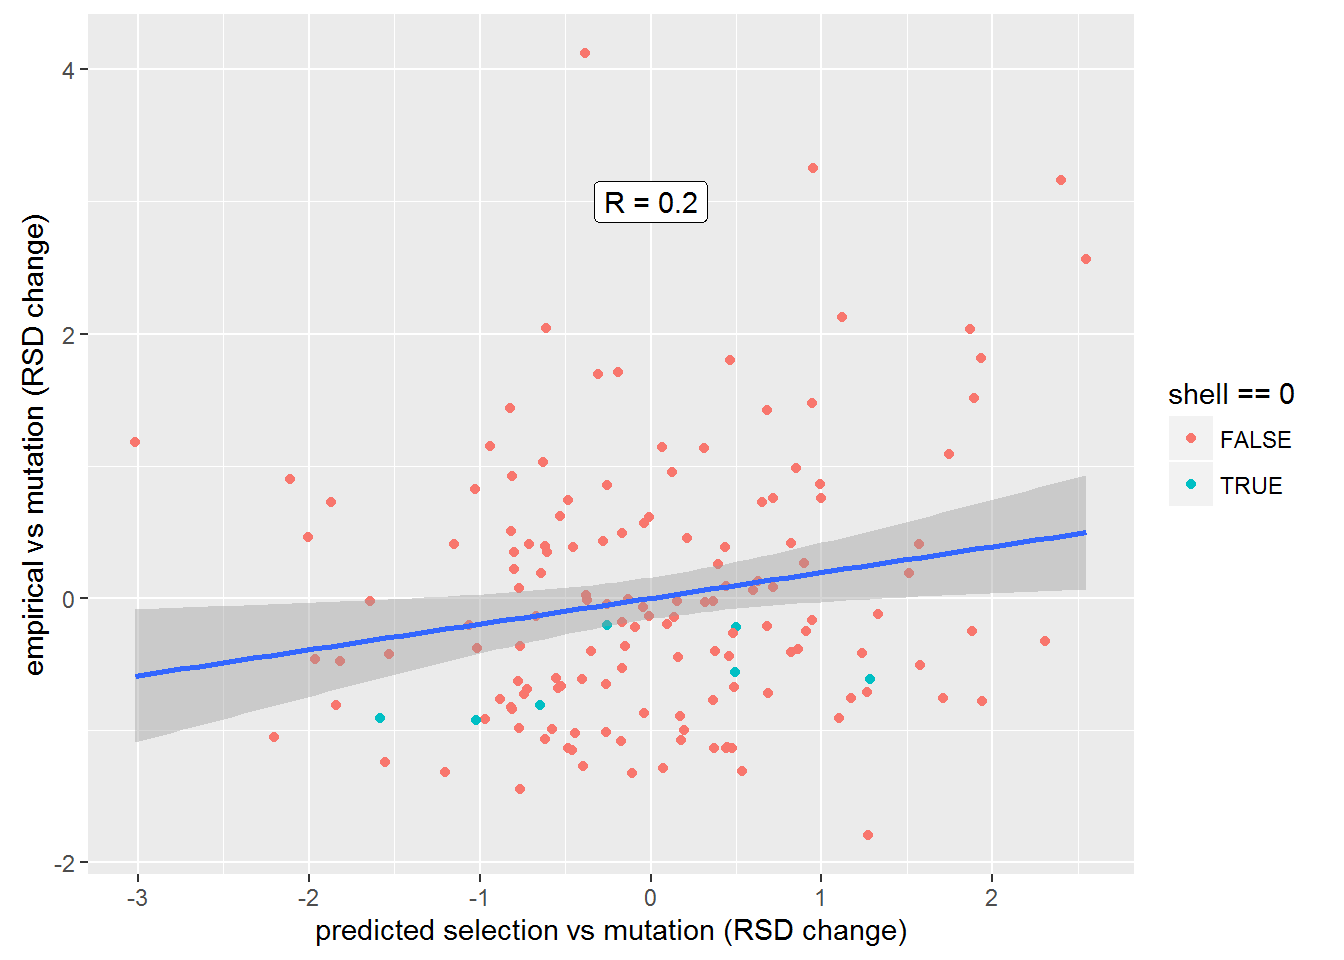 4
2
0
-2
empirical vs mutation (RSD change)
R = 0.2
-3 -2 -1 0 1 2
predicted selection vs mutation (RSD change)
shell == 0
FALSE
TRUE